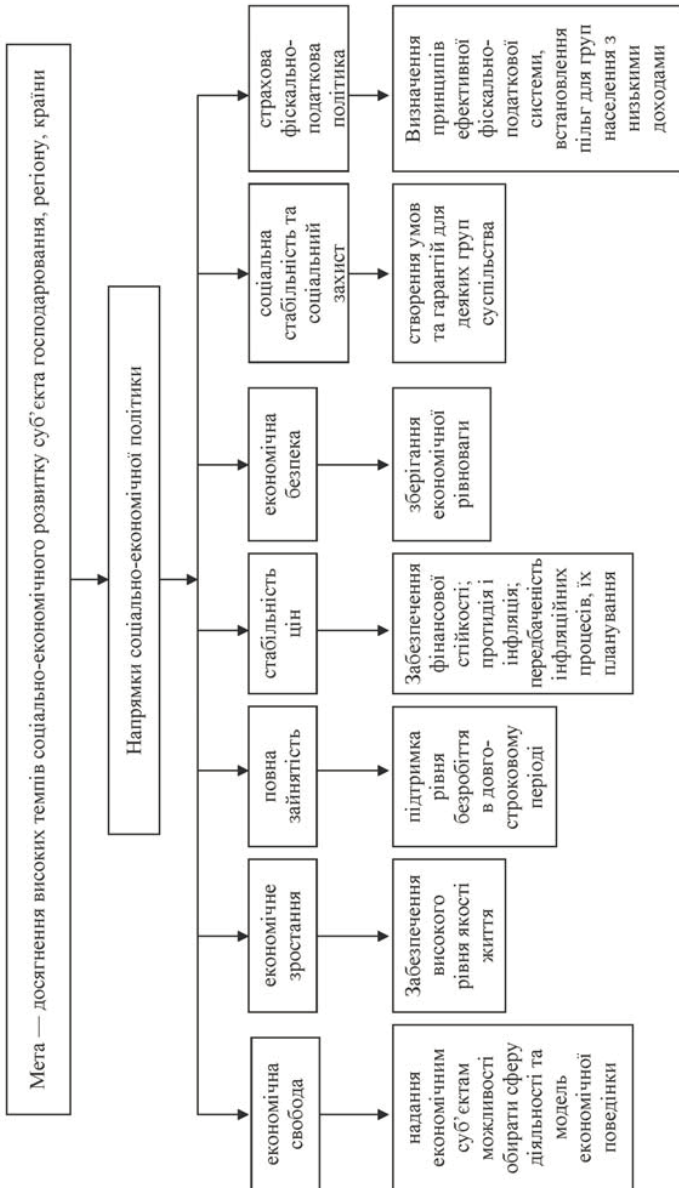 Мета — досягнення високих темпів соціально-економічного розвитку суб’єкта господарювання, регіону, країни
Напрямки соціально-економічної політики
економічна
свобода
економічне
зростання
повна
зайнятість
стабільність
цін
економічна
безпека
соціальна
стабільність та
соціальний
захист
страхова
фіскально-
податкова
політика
надання
економічним
суб’єктам
можливості
обирати сферу
діяльності та
модель
економічної
поведінки
Забезпечення
високого
рівня якості
життя
підтримка
рівня
безробіття
в довго-
строковому
періоді
Забезпечення
фінансової
стійкості;
протидія і
інфляція;
передбаченість
інфляційних
процесів, їх
планування
зберігання
економічної
рівноваги
створення умов
та гарантій для
деяких груп
суспільства
Визначення
принципів
ефективної
фіскально-
податкової
системи,
встановлення
пільг для груп
населення з
низькими
доходами